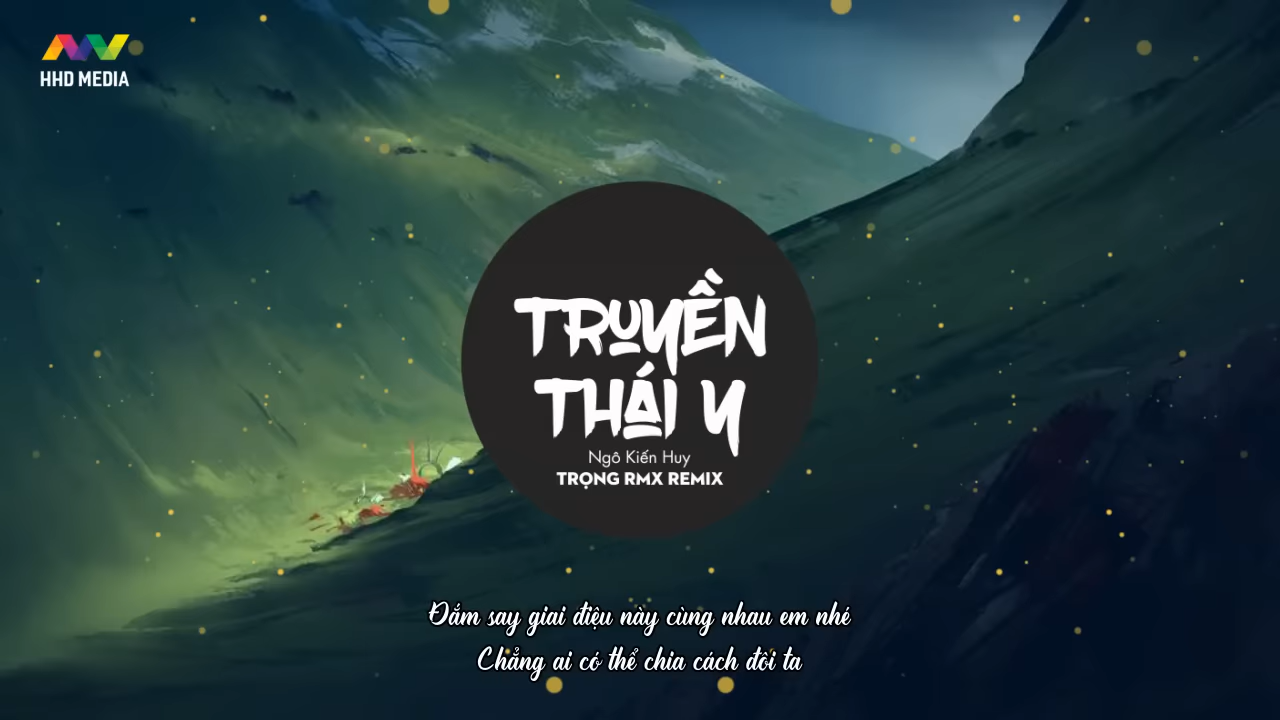 HHD MEDIA
TRUYỀN
THÁI Y
Ngô Kiến Huy
TRỌNG RMX REMIX
Đắm say giai điệu này cùng nhau em nhé
Chẳng ai có thể chia cách đôi ta